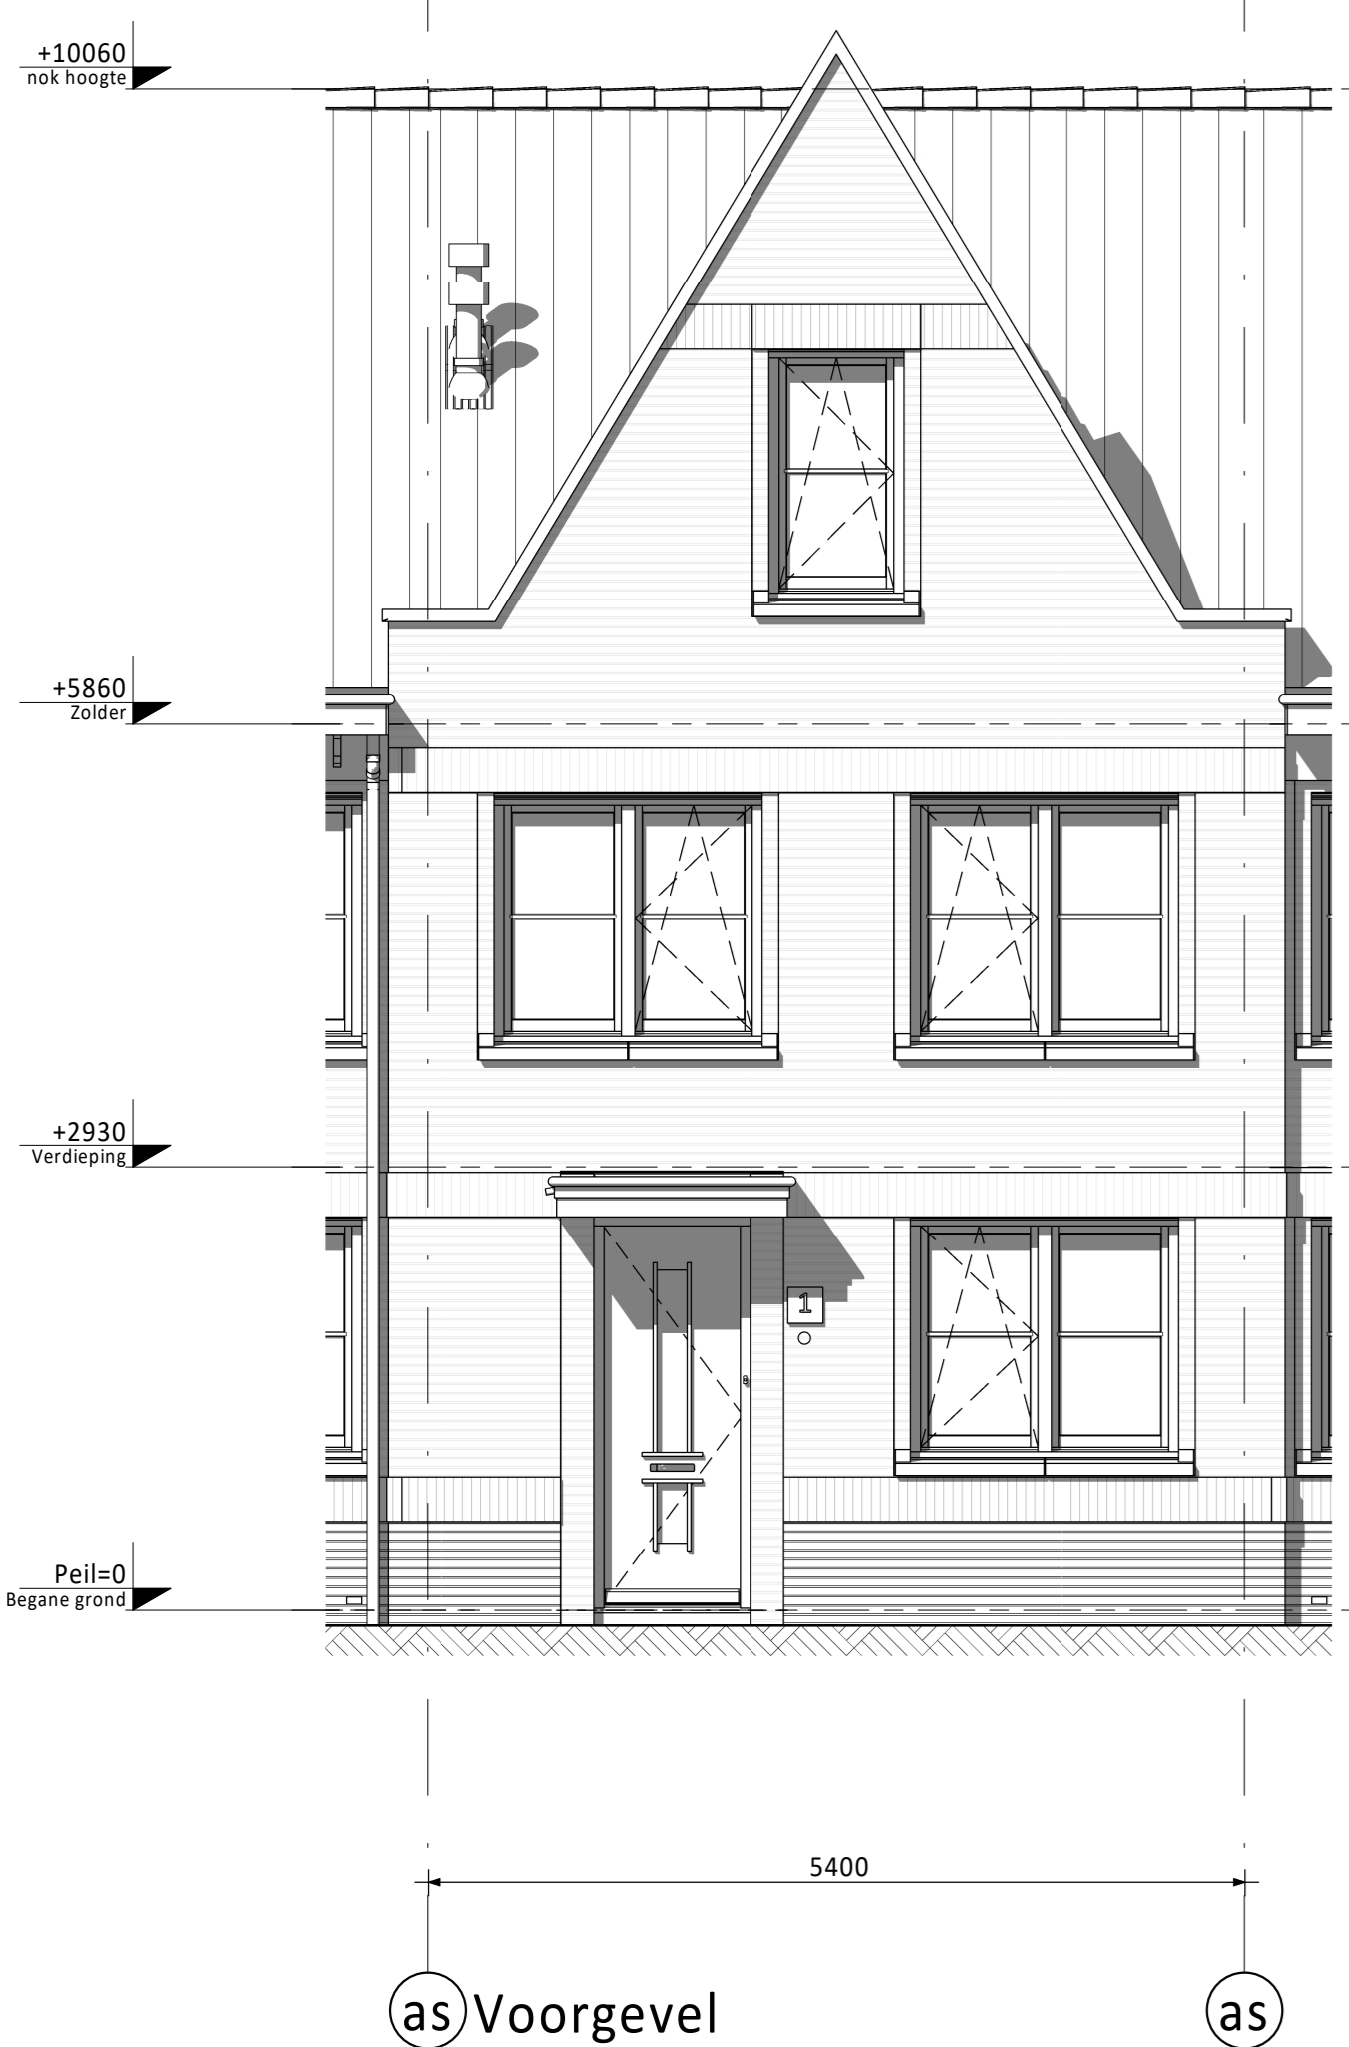 +10060
nok hoogte
+5860
Zolder
+2930
Verdieping
1
Peil=0
Begane grond
5400
as Voorgevel
as